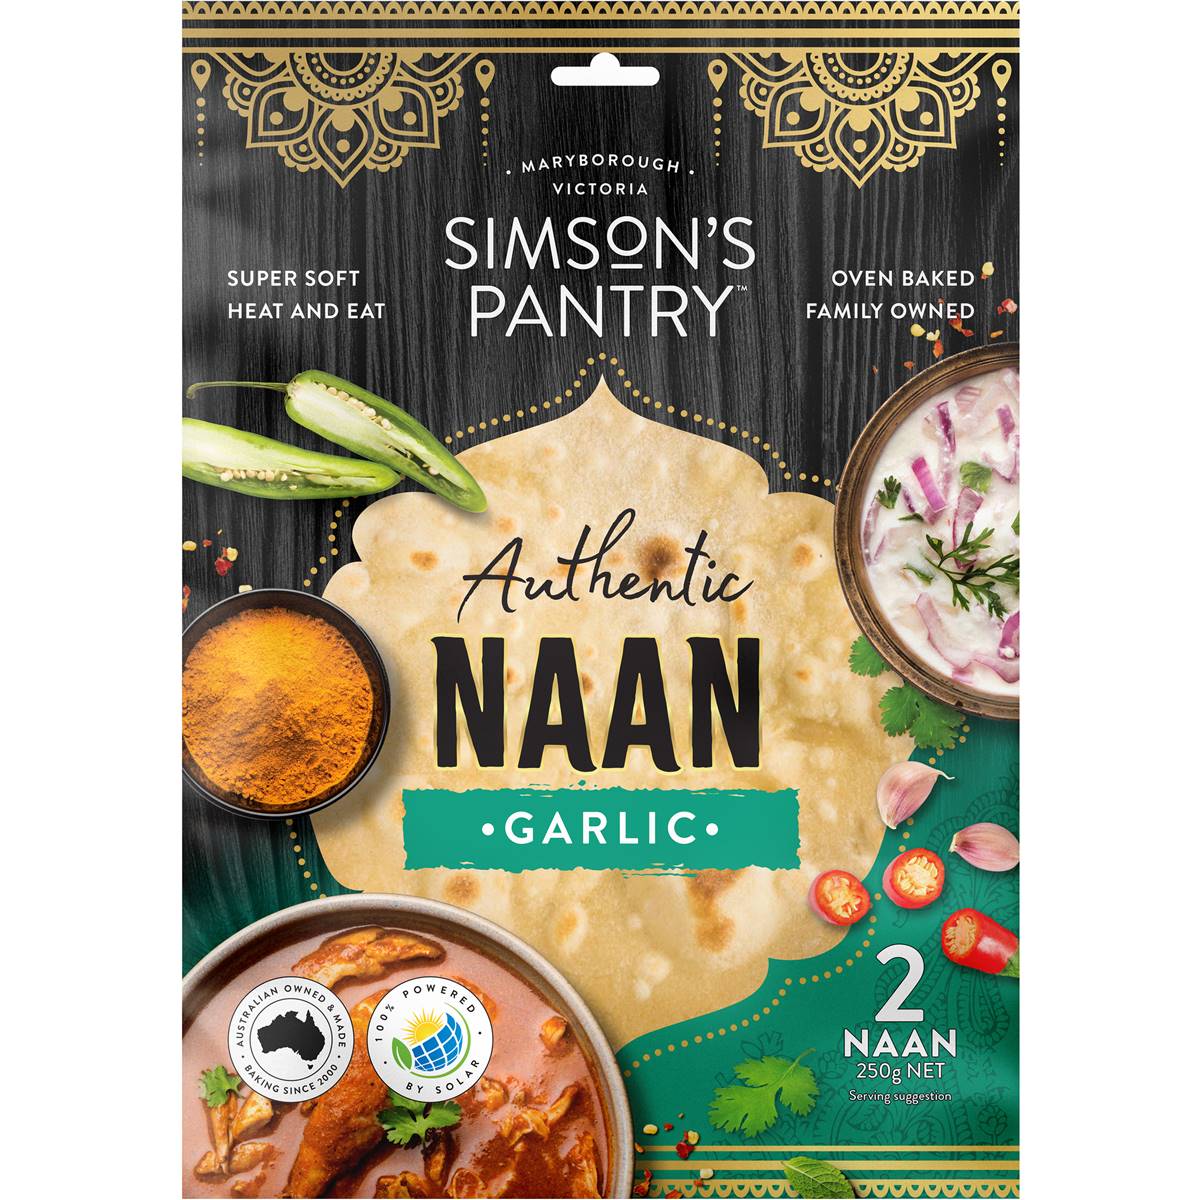 MARYBOROUGH
VICTORIA
SIMSON'S
PANTRY™
SUPER SOFT
HEAT AND EAT
OVEN BAKED
FAMILY OWNED
Authentic
NAAN
•GARLIC•
• AUSTRALIAN OWNED & MADE •
BAKING SINCE 2000
100% POWERED •
BY SOLAR •
2
NAAN
250g NET
Serving suggestion